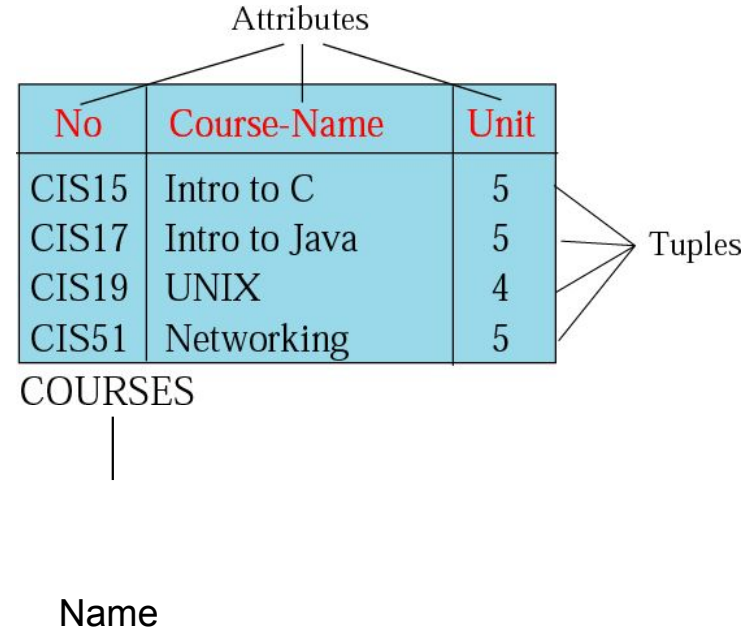 Attributes
No Course-Name Unit
CIS15 Intro to C 5
CIS17 Intro to Java 5
Tuples
CIS19 UNIX 4
CIS51 Networking 5
COURSES
Name